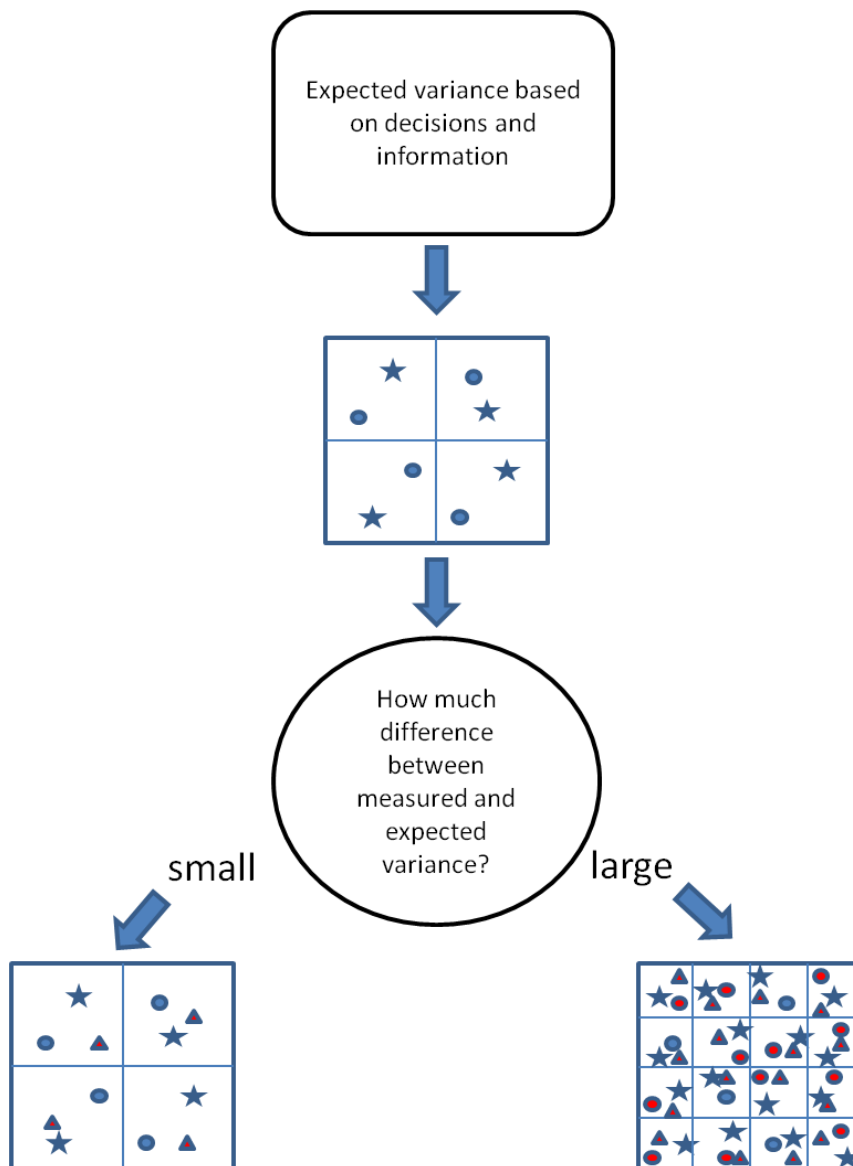 Expected variance based
on decisions and
information
How much
difference
between
measured and
expected
variance?
small
large